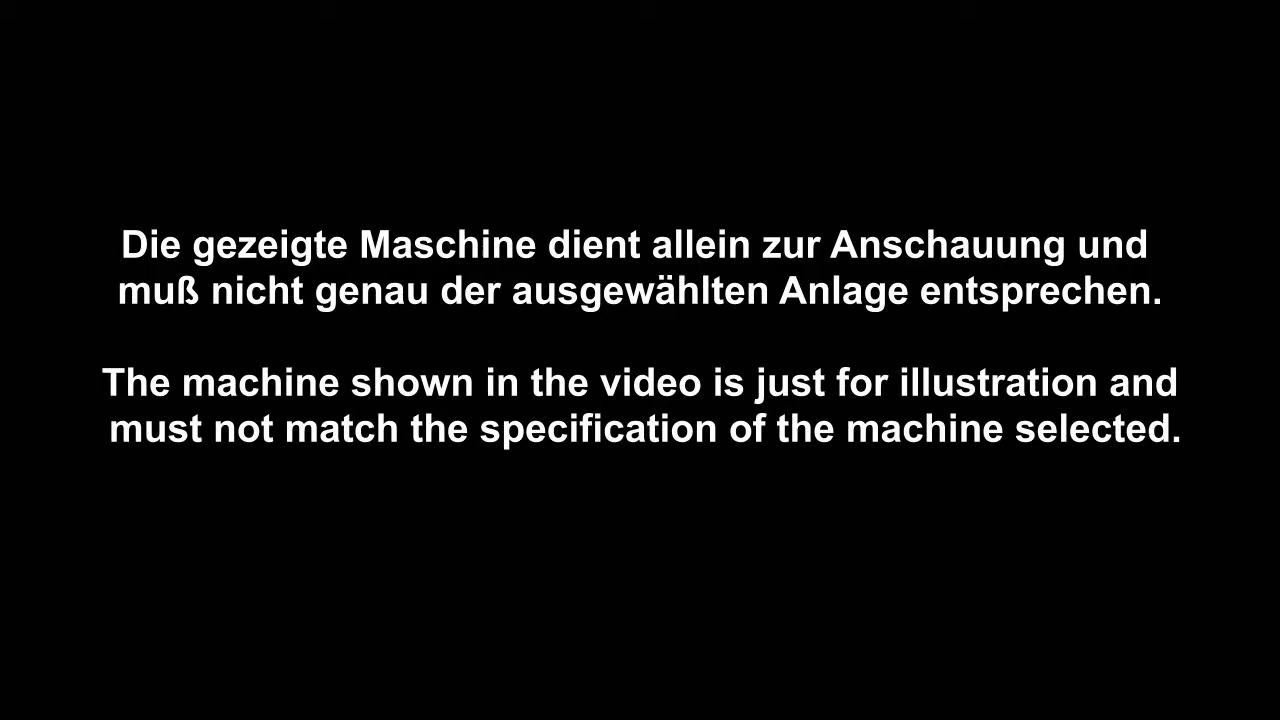 Die gezeigte Maschine dient allein zur Anschauung und
muß nicht genau der ausgewählten Anlage entsprechen.
The machine shown in the video is just for illustration and
must not match the specification of the machine selected.